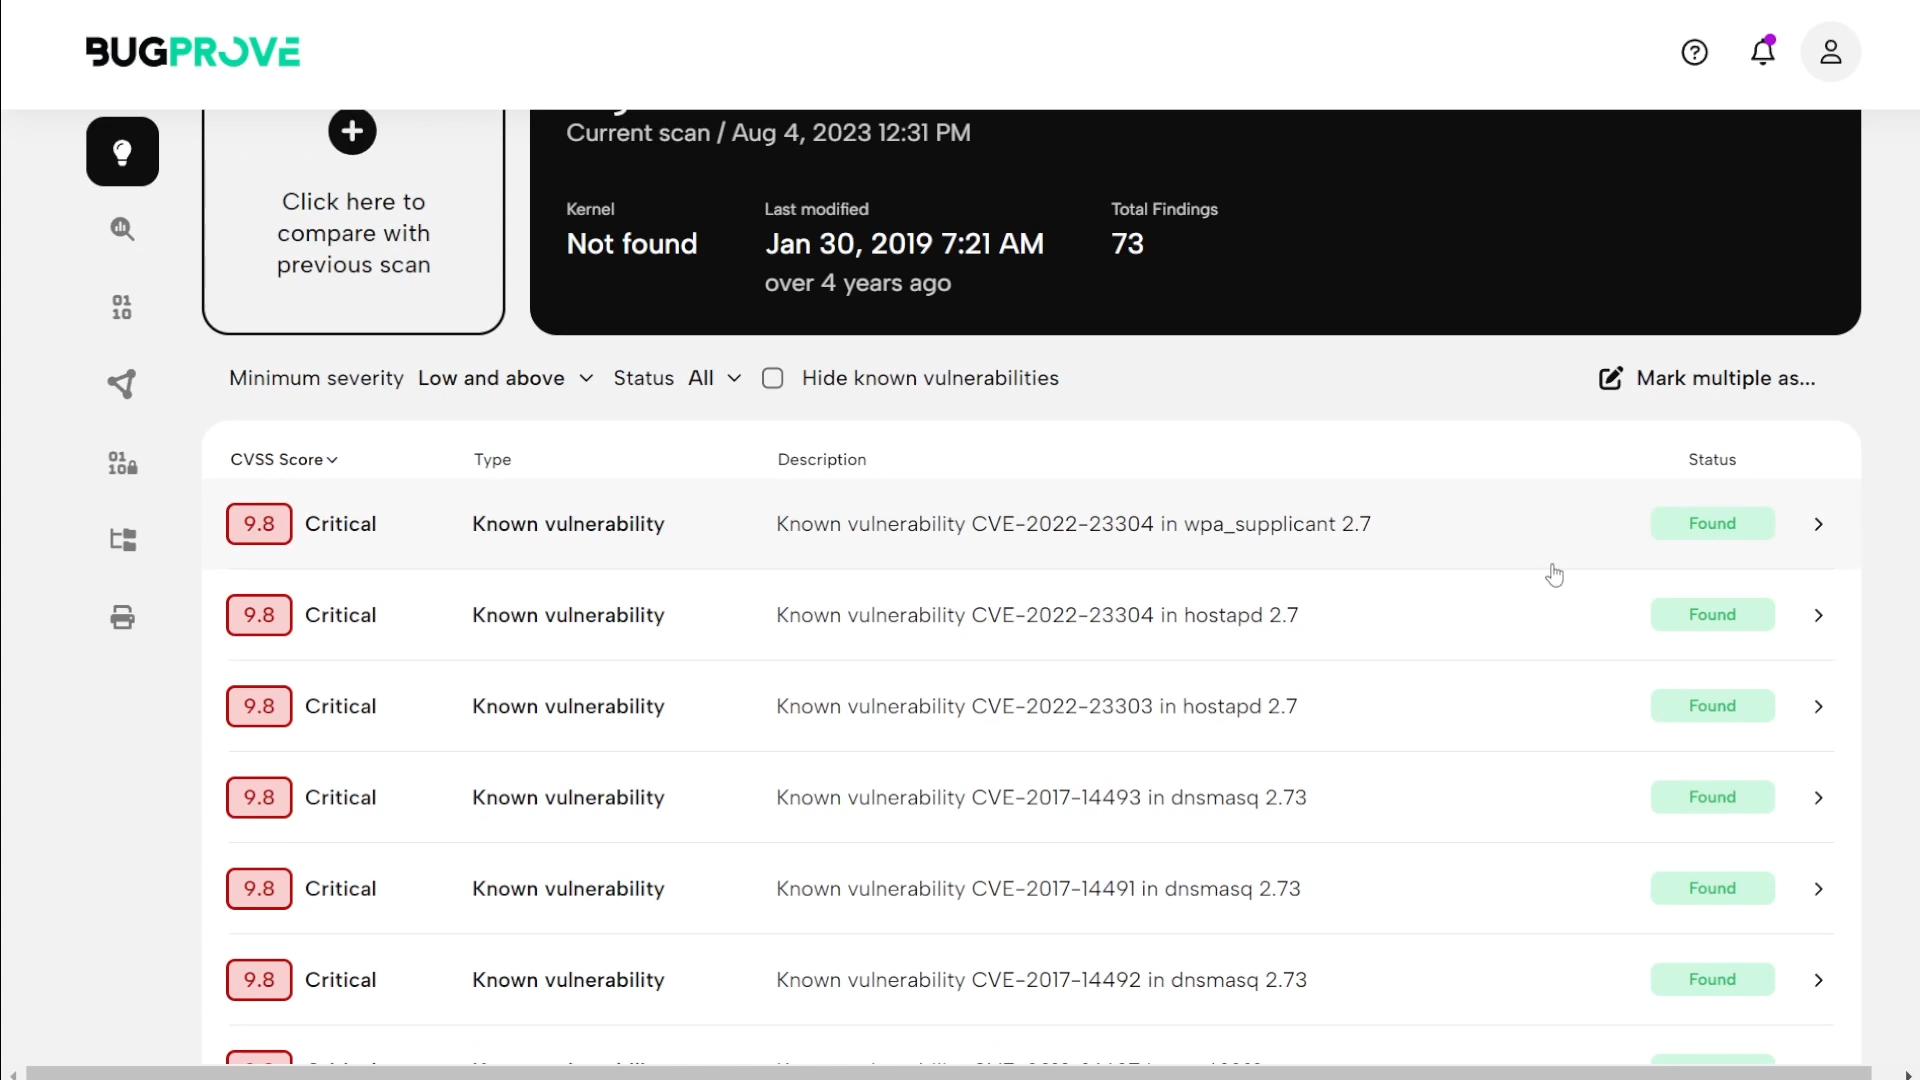 BUGPROVE
Current scan / Aug 4, 2023 12:31 PM
Click here to
compare with
previous scan
Kernel
Not found
Last modified
Jan 30, 2019 7:21 AM
over 4 years ago
Total Findings
73
Minimum severity Low and above Status All Hide known vulnerabilities Mark multiple as...
CVSS Score Type Description Status
9.8 Critical Known vulnerability Known vulnerability CVE-2022-23304 in wpa_supplicant 2.7 Found
9.8 Critical Known vulnerability Known vulnerability CVE-2022-23304 in hostapd 2.7 Found
9.8 Critical Known vulnerability Known vulnerability CVE-2022-23303 in hostapd 2.7 Found
9.8 Critical Known vulnerability Known vulnerability CVE-2017-14493 in dnsmasq 2.73 Found
9.8 Critical Known vulnerability Known vulnerability CVE-2017-14491 in dnsmasq 2.73 Found
9.8 Critical Known vulnerability Known vulnerability CVE-2017-14492 in dnsmasq 2.73 Found